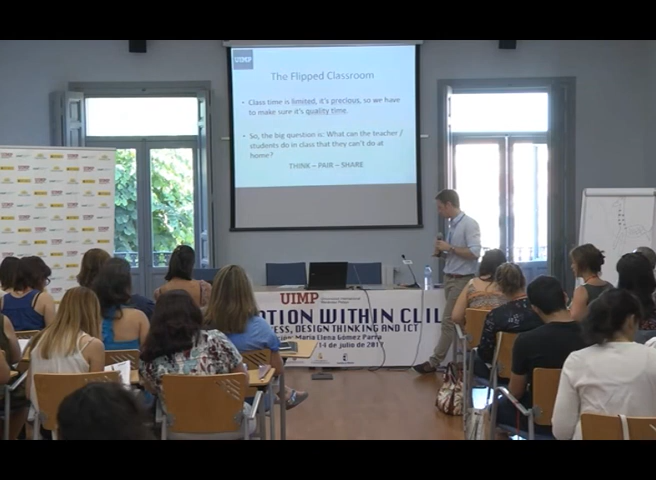 UIMP
The Flipped Classroom
• Class time is limited, it's precious, so we have
to make sure it's quality time.
• So, the big question is: What can the teacher /
students do in class that they can't do at
home?
THINK – PAIR – SHARE
UIMP
OTION WITHIN CLIL
ESS, DESIGN THINKING AND ICT
María Elena Gómez Parra
14 de julio de 2017